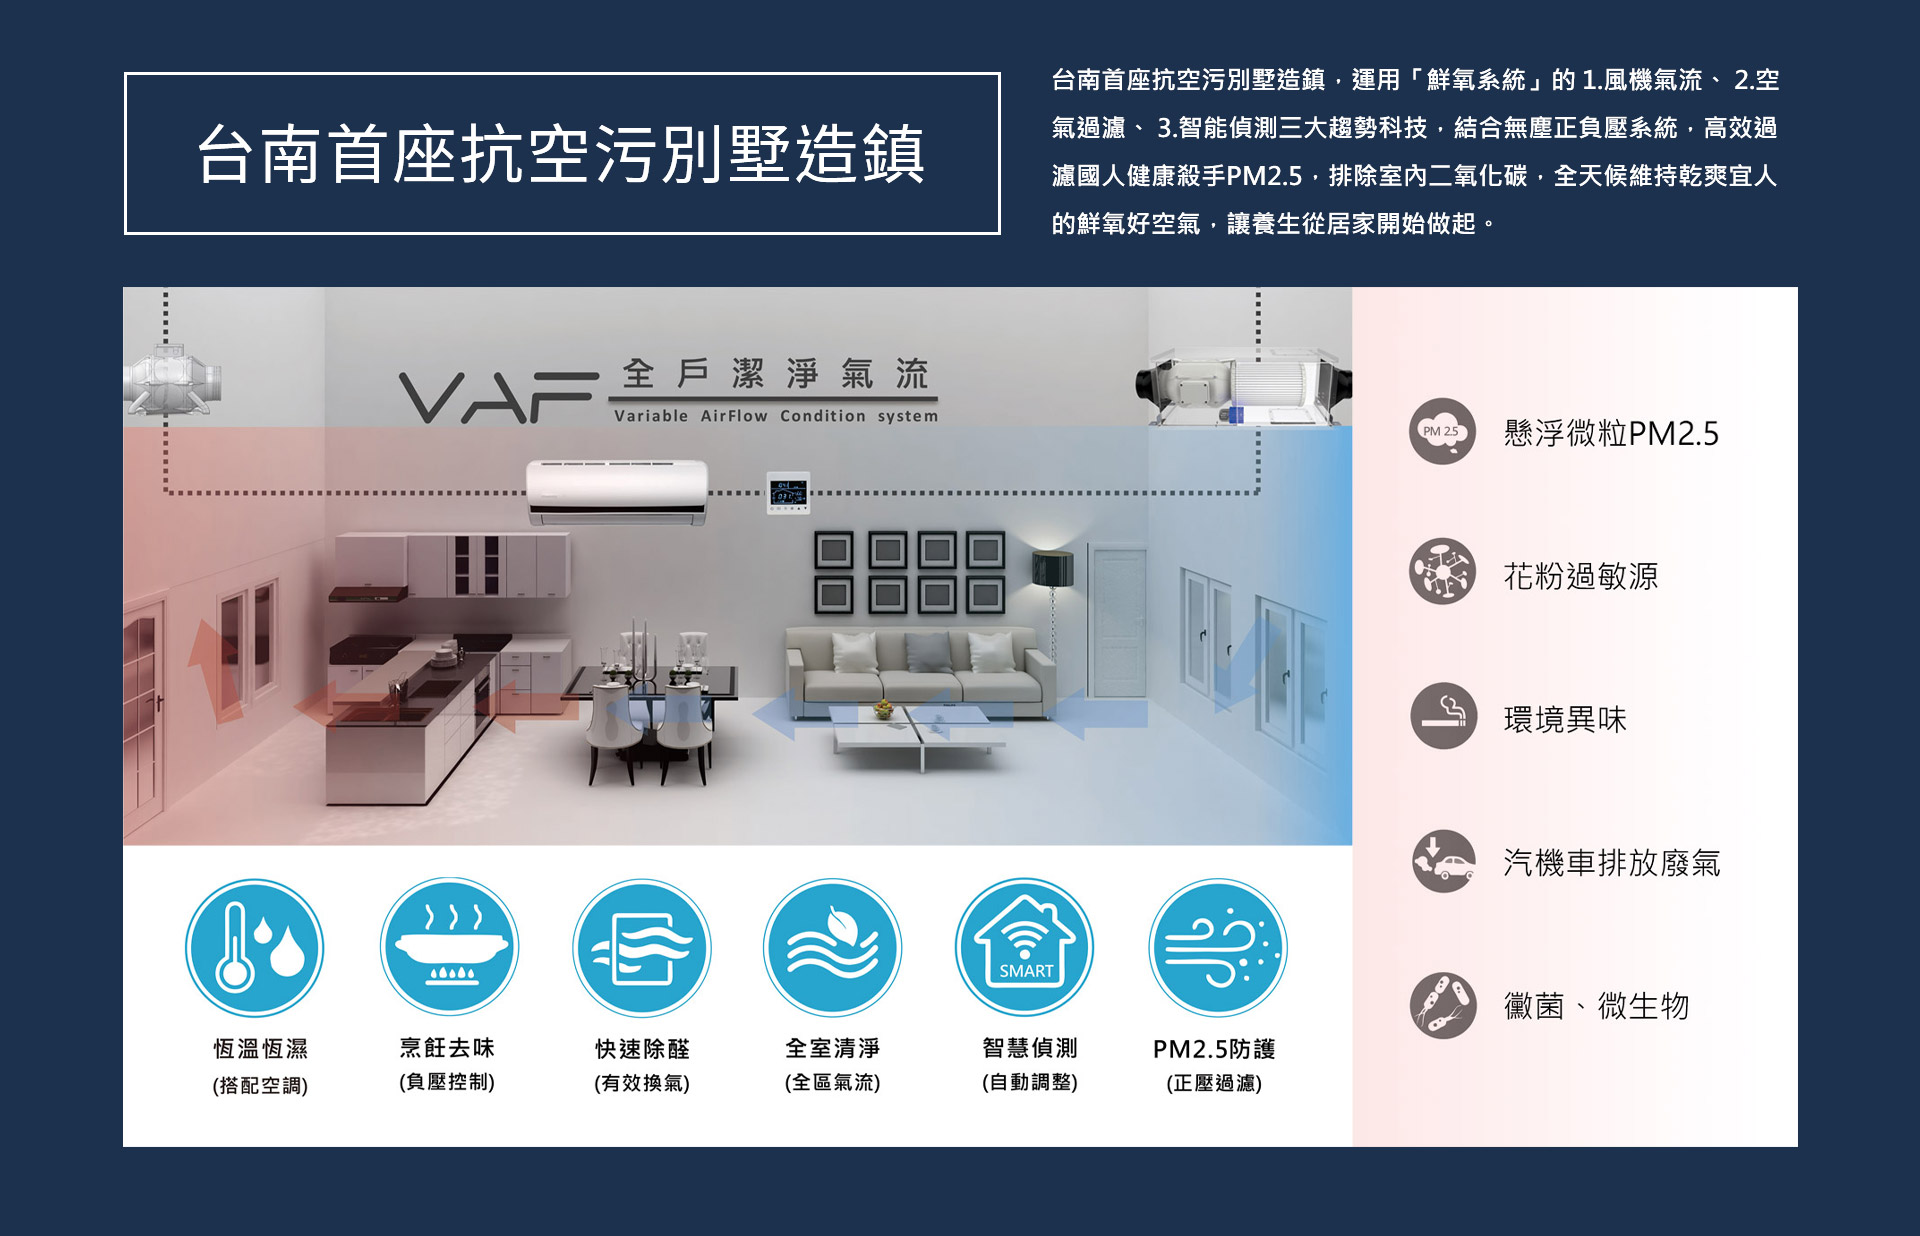 台南首座抗空污別墅造鎮
台南首座抗空污別墅造鎮，運用「鮮氧系統」的 1.風機氣流、 2.空
氣過濾、 3.智能偵測三大趨勢科技，結合無塵正負壓系統，高效過
濾國人健康殺手PM2.5，排除室內二氧化碳，全天候維持乾爽宜人
的鮮氧好空氣，讓養生從居家開始做起。
VAF 全戶潔淨氣流
Variable AirFlow Condition system
PM 2.5
懸浮微粒PM2.5
花粉過敏源
環境異味
汽機車排放廢氣
黴菌、微生物
SMART
恆溫恆濕
(搭配空調)
烹飪去味
(負壓控制)
快速除醛
(有效換氣)
全室清淨
(全區氣流)
智慧偵測
(自動調整)
PM2.5防護
(正壓過濾)